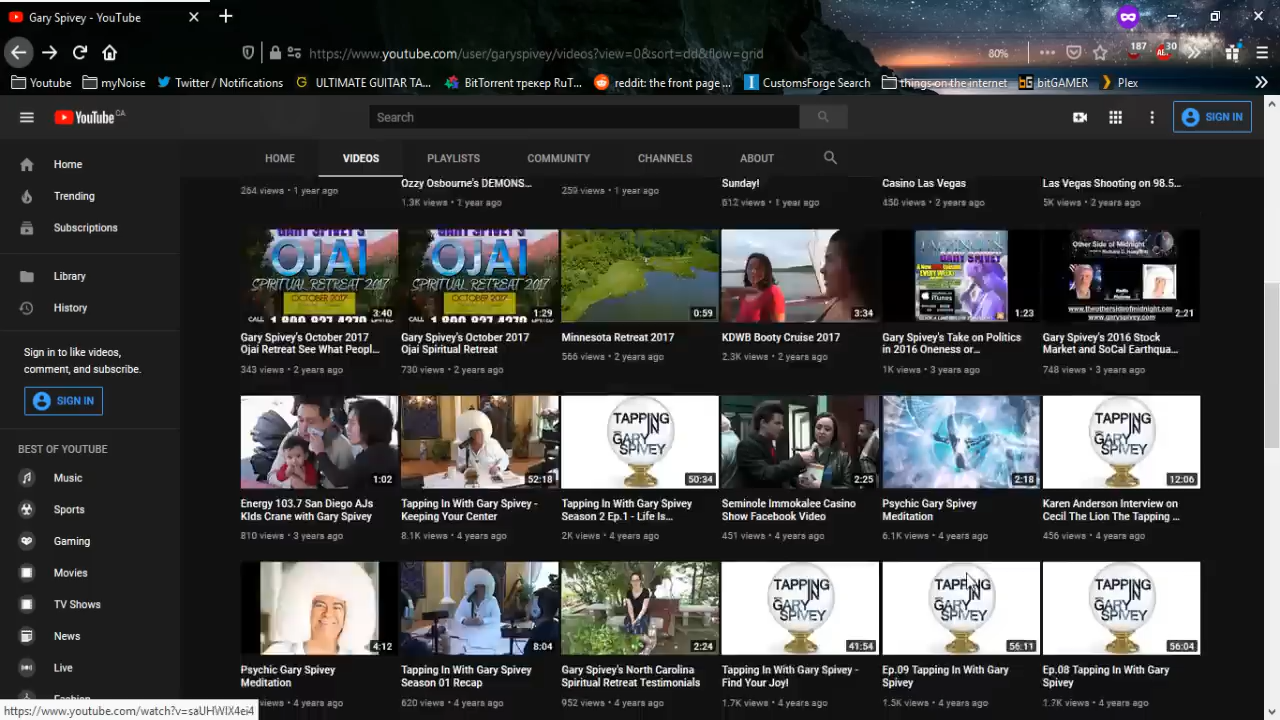 Gary Spivey - YouTube
https://www.youtube.com/user/garyspivey/videos?view=0&sort=dd&flow=grid
80%
187
30
Youtube
myNoise
Twitter / Notifications
ULTIMATE GUITAR TA...
BitTorrent трекер RuT...
reddit: the front page ...
CustomsForge Search
things on the internet
bitGAMER
Plex
YouTube CA
Search
SIGN IN
HOME
VIDEOS
PLAYLISTS
COMMUNITY
CHANNELS
ABOUT
Home
Trending
Subscriptions
Library
History
Sign in to like videos,
comment, and subscribe.
SIGN IN
BEST OF YOUTUBE
Music
Sports
Gaming
Movies
TV Shows
News
Live
264 views • 1 year ago
Ozzy Osbourne's DEMONS...
1.3K views • 1 year ago
259 views • 1 year ago
Sunday!
612 views • 1 year ago
Casino Las Vegas
450 views • 2 years ago
Las Vegas Shooting on 98.5...
5K views • 2 years ago
GARY SPIVEY'S
OJAI
SPIRITUAL RETREAT 2017
OCTOBER 2017
CALL 1.800.827.4270
3:40
Gary Spivey's October 2017
Ojai Retreat See What Peopl...
343 views • 2 years ago
GARY SPIVEY'S
OJAI
SPIRITUAL RETREAT 2017
OCTOBER 2017
1:29
Gary Spivey's October 2017
Ojai Spiritual Retreat
730 views • 2 years ago
0:59
Minnesota Retreat 2017
566 views • 2 years ago
3:34
KDWB Booty Cruise 2017
2.3K views • 2 years ago
GARY SPIVEY
iTunes
1:23
Gary Spivey's Take on Politics
in 2016 Oneness or...
1K views • 3 years ago
Other Side of Midnight
www.theothersideofmidnight.com
www.garyspivey.com
2:21
Gary Spivey's 2016 Stock
Market and SoCal Earthqua...
748 views • 3 years ago
1:02
Energy 103.7 San Diego AJs
KIds Crane with Gary Spivey
810 views • 3 years ago
52:18
Tapping In With Gary Spivey -
Keeping Your Center
8.1K views • 4 years ago
TAPPING
IN
GARY
SPIVEY
50:34
Tapping In With Gary Spivey
Season 2 Ep.1 - Life Is...
2K views • 4 years ago
2:25
Seminole Immokalee Casino
Show Facebook Video
451 views • 4 years ago
2:18
Psychic Gary Spivey
Meditation
6.1K views • 4 years ago
TAPPING
IN
GARY
SPIVEY
12:06
Karen Anderson Interview on
Cecil The Lion The Tapping ...
456 views • 4 years ago
4:12
Psychic Gary Spivey
Meditation
8:04
Tapping In With Gary Spivey
Season 01 Recap
620 views • 4 years ago
2:24
Gary Spivey's North Carolina
Spiritual Retreat Testimonials
952 views • 4 years ago
TAPPING
IN
GARY
SPIVEY
41:54
Tapping In With Gary Spivey -
Find Your Joy!
1.7K views • 4 years ago
TAPPING
IN
GARY
SPIVEY
56:11
Ep.09 Tapping In With Gary
Spivey
1.5K views • 4 years ago
TAPPING
IN
GARY
SPIVEY
56:04
Ep.08 Tapping In With Gary
Spivey
1.7K views • 4 years ago
https://www.youtube.com/watch?v=saUHWIX4ei4